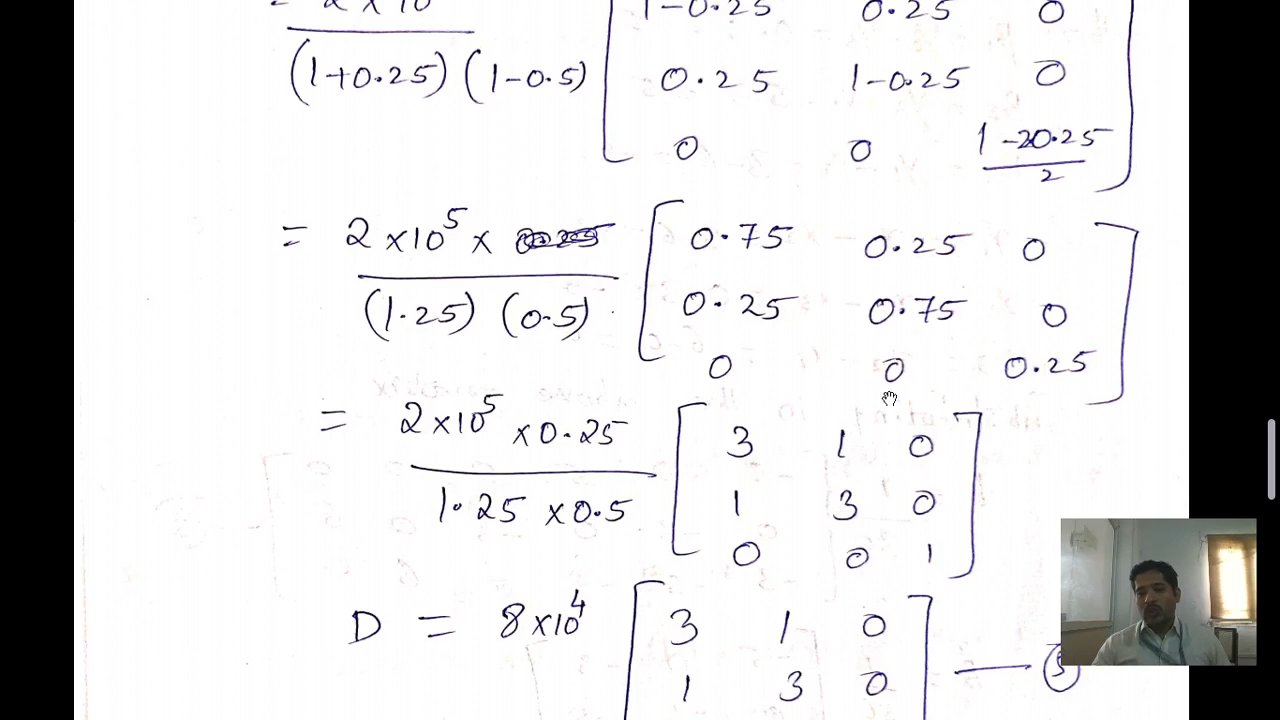 = 2 × 10
(1+0.25) (1-0.5) [ 1-0.25 0.25 0
0.25 1-0.25 0
0 0 1-20.25 / 2 ]
= 2 × 10^5 × / (1.25) (0.5) [ 0.75 0.25 0
0.25 0.75 0
0 0 0.25 ]
= 2 × 10^5 × 0.25 / 1.25 × 0.5 [ 3 1 0
1 3 0
0 0 1 ]
D = 8 × 10^4 [ 3 1 0
1 3 0 ] — 3